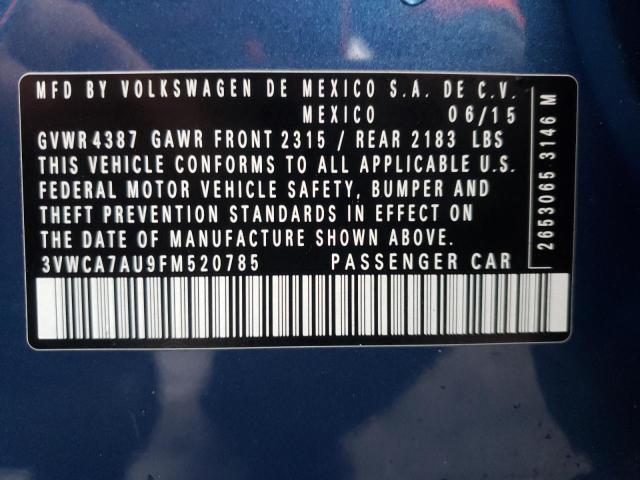 MFD BY VOLKSWAGEN DE MEXICO S.A. DE C.V.
MEXICO 06/15
GVWR 4387 GAWR FRONT 2315 / REAR 2183 LBS
THIS VEHICLE CONFORMS TO ALL APPLICABLE U.S.
FEDERAL MOTOR VEHICLE SAFETY, BUMPER AND
THEFT PREVENTION STANDARDS IN EFFECT ON
THE DATE OF MANUFACTURE SHOWN ABOVE.
3VWCA7AU9FM520785 PASSENGER CAR
2653065 3146 M